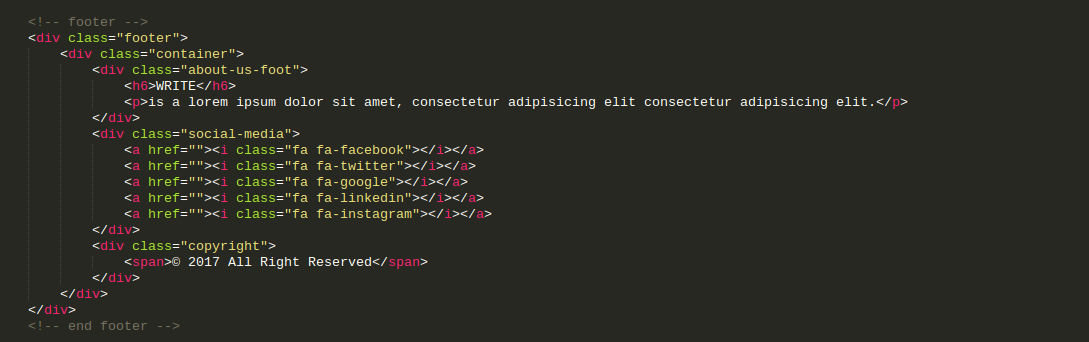 <!-- footer -->
<div class="footer">
    <div class="container">
        <div class="about-us-foot">
            <h6>WRITE</h6>
            <p>is a lorem ipsum dolor sit amet, consectetur adipisicing elit consectetur adipisicing elit.</p>
        </div>
        <div class="social-media">
            <a href=""><i class="fa fa-facebook"></i></a>
            <a href=""><i class="fa fa-twitter"></i></a>
            <a href=""><i class="fa fa-google"></i></a>
            <a href=""><i class="fa fa-linkedin"></i></a>
            <a href=""><i class="fa fa-instagram"></i></a>
        </div>
        <div class="copyright">
            <span>© 2017 All Right Reserved</span>
        </div>
    </div>
</div>
<!-- end footer -->